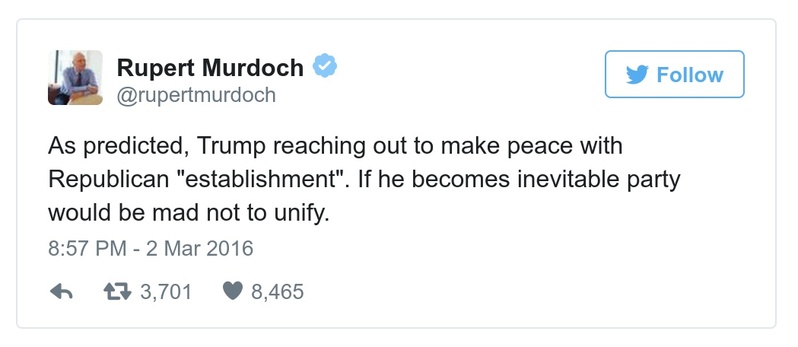 Rupert Murdoch
@rupertmurdoch
Follow
As predicted, Trump reaching out to make peace with
Republican "establishment". If he becomes inevitable party
would be mad not to unify.
8:57 PM - 2 Mar 2016
3,701 8,465